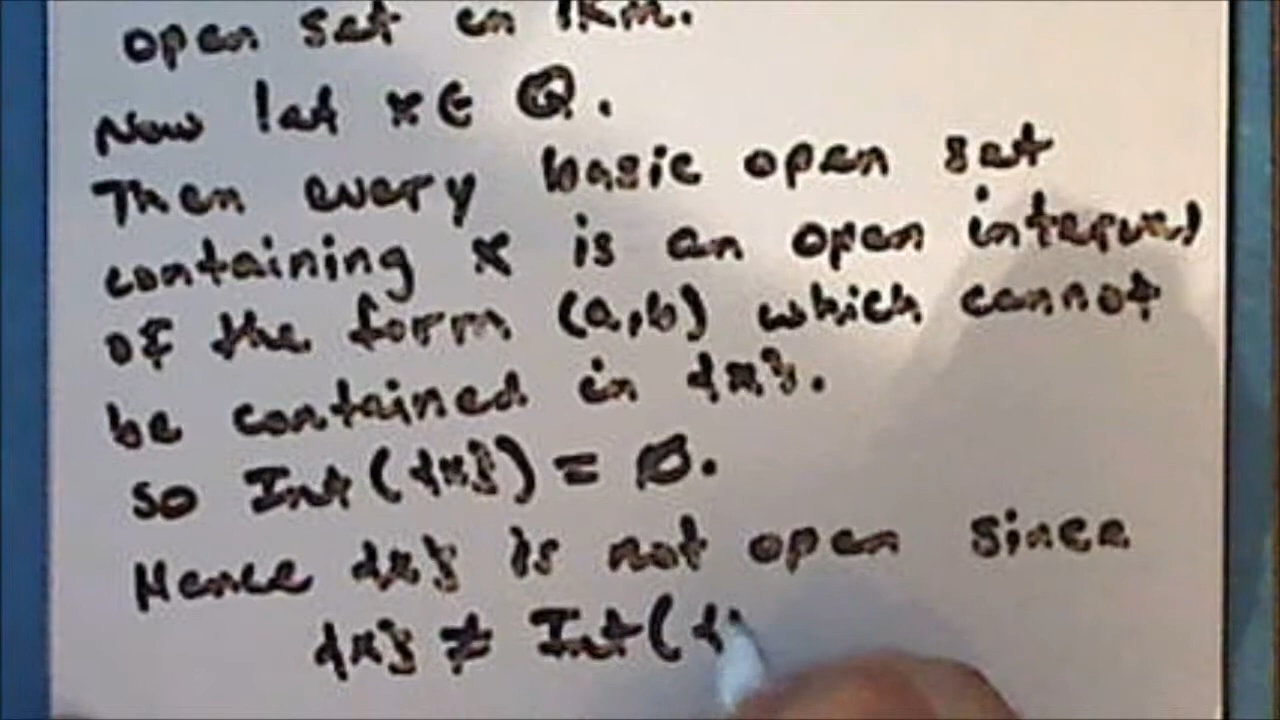 open set in ℝm.
Now let x ∈ ℚ.
Then every basic open set
containing x is an open interval
of the form (a,b) which cannot
be contained in {x}.
So Int({x}) = Ø.
Hence {x} is not open since
{x} ≠ Int({